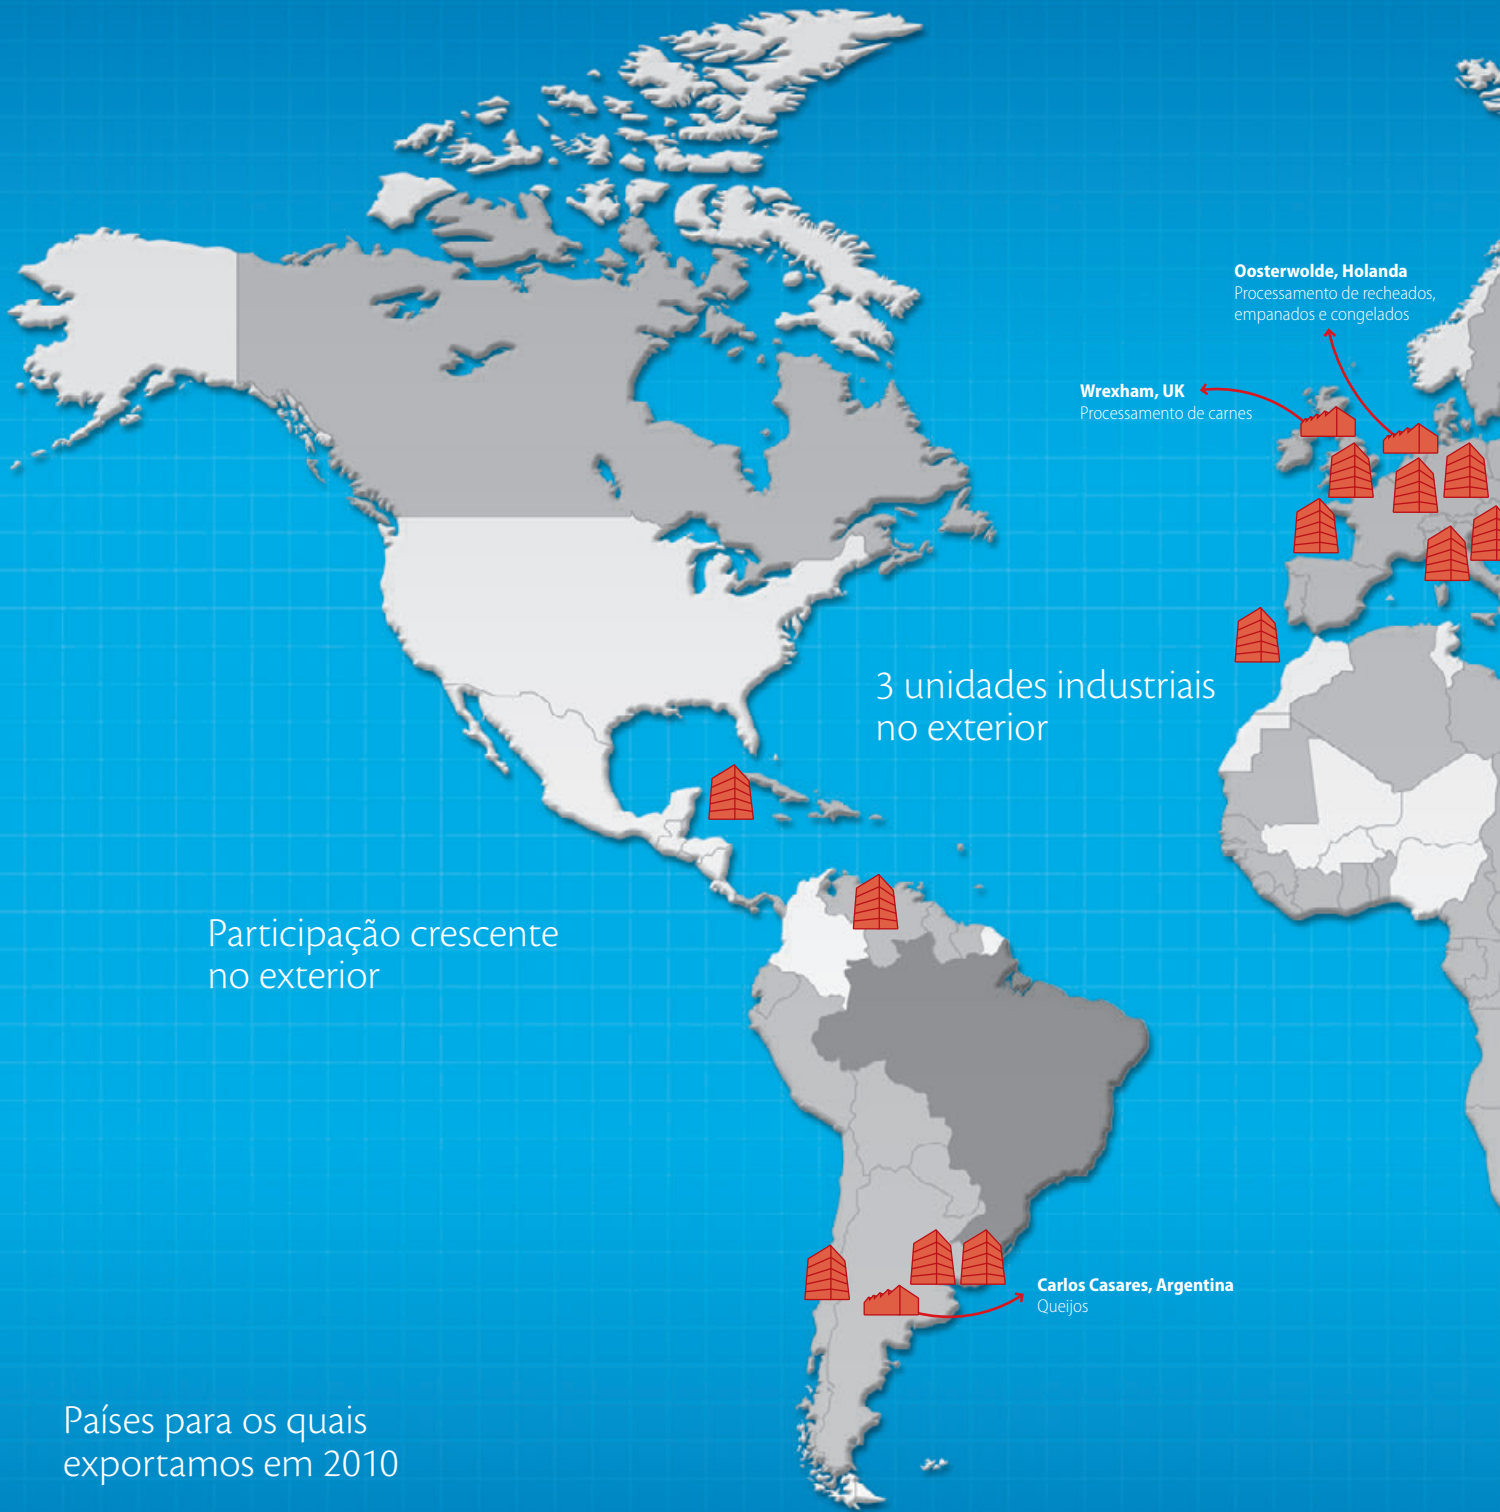 Oosterwolde, Holanda
Processamento de recheados,
empanados e congelados
Wrexham, UK
Processamento de carnes
3 unidades industriais
no exterior
Participação crescente
no exterior
Carlos Casares, Argentina
Queijos
Países para os quais
exportamos em 2010